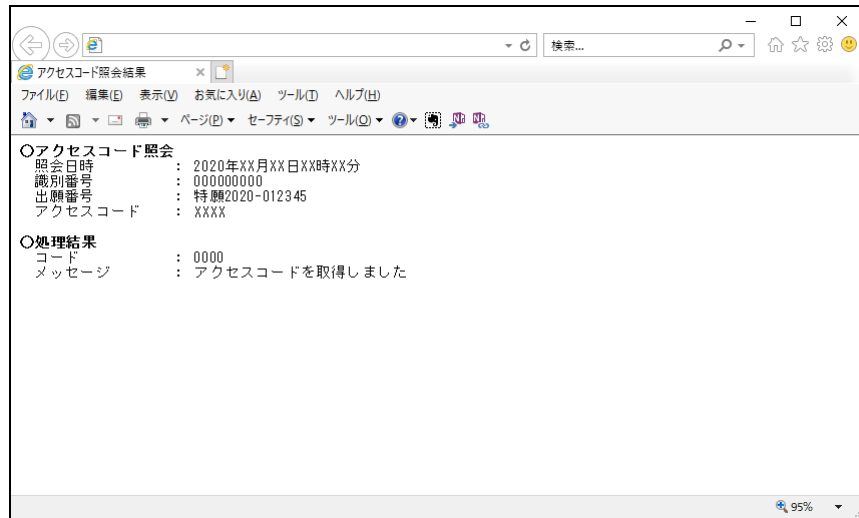 検索...
アクセスコード照会結果
ファイル(F) 編集(E) 表示(V) お気に入り(A) ツール(T) ヘルプ(H)
ページ(P) セーフティ(S) ツール(O)
○アクセスコード照会
照会日時 : 2020年XX月XX日XX時XX分
識別番号 : 000000000
出願番号 : 特願2020-012345
アクセスコード : XXXX
○処理結果
コード : 0000
メッセージ : アクセスコードを取得しました
95%